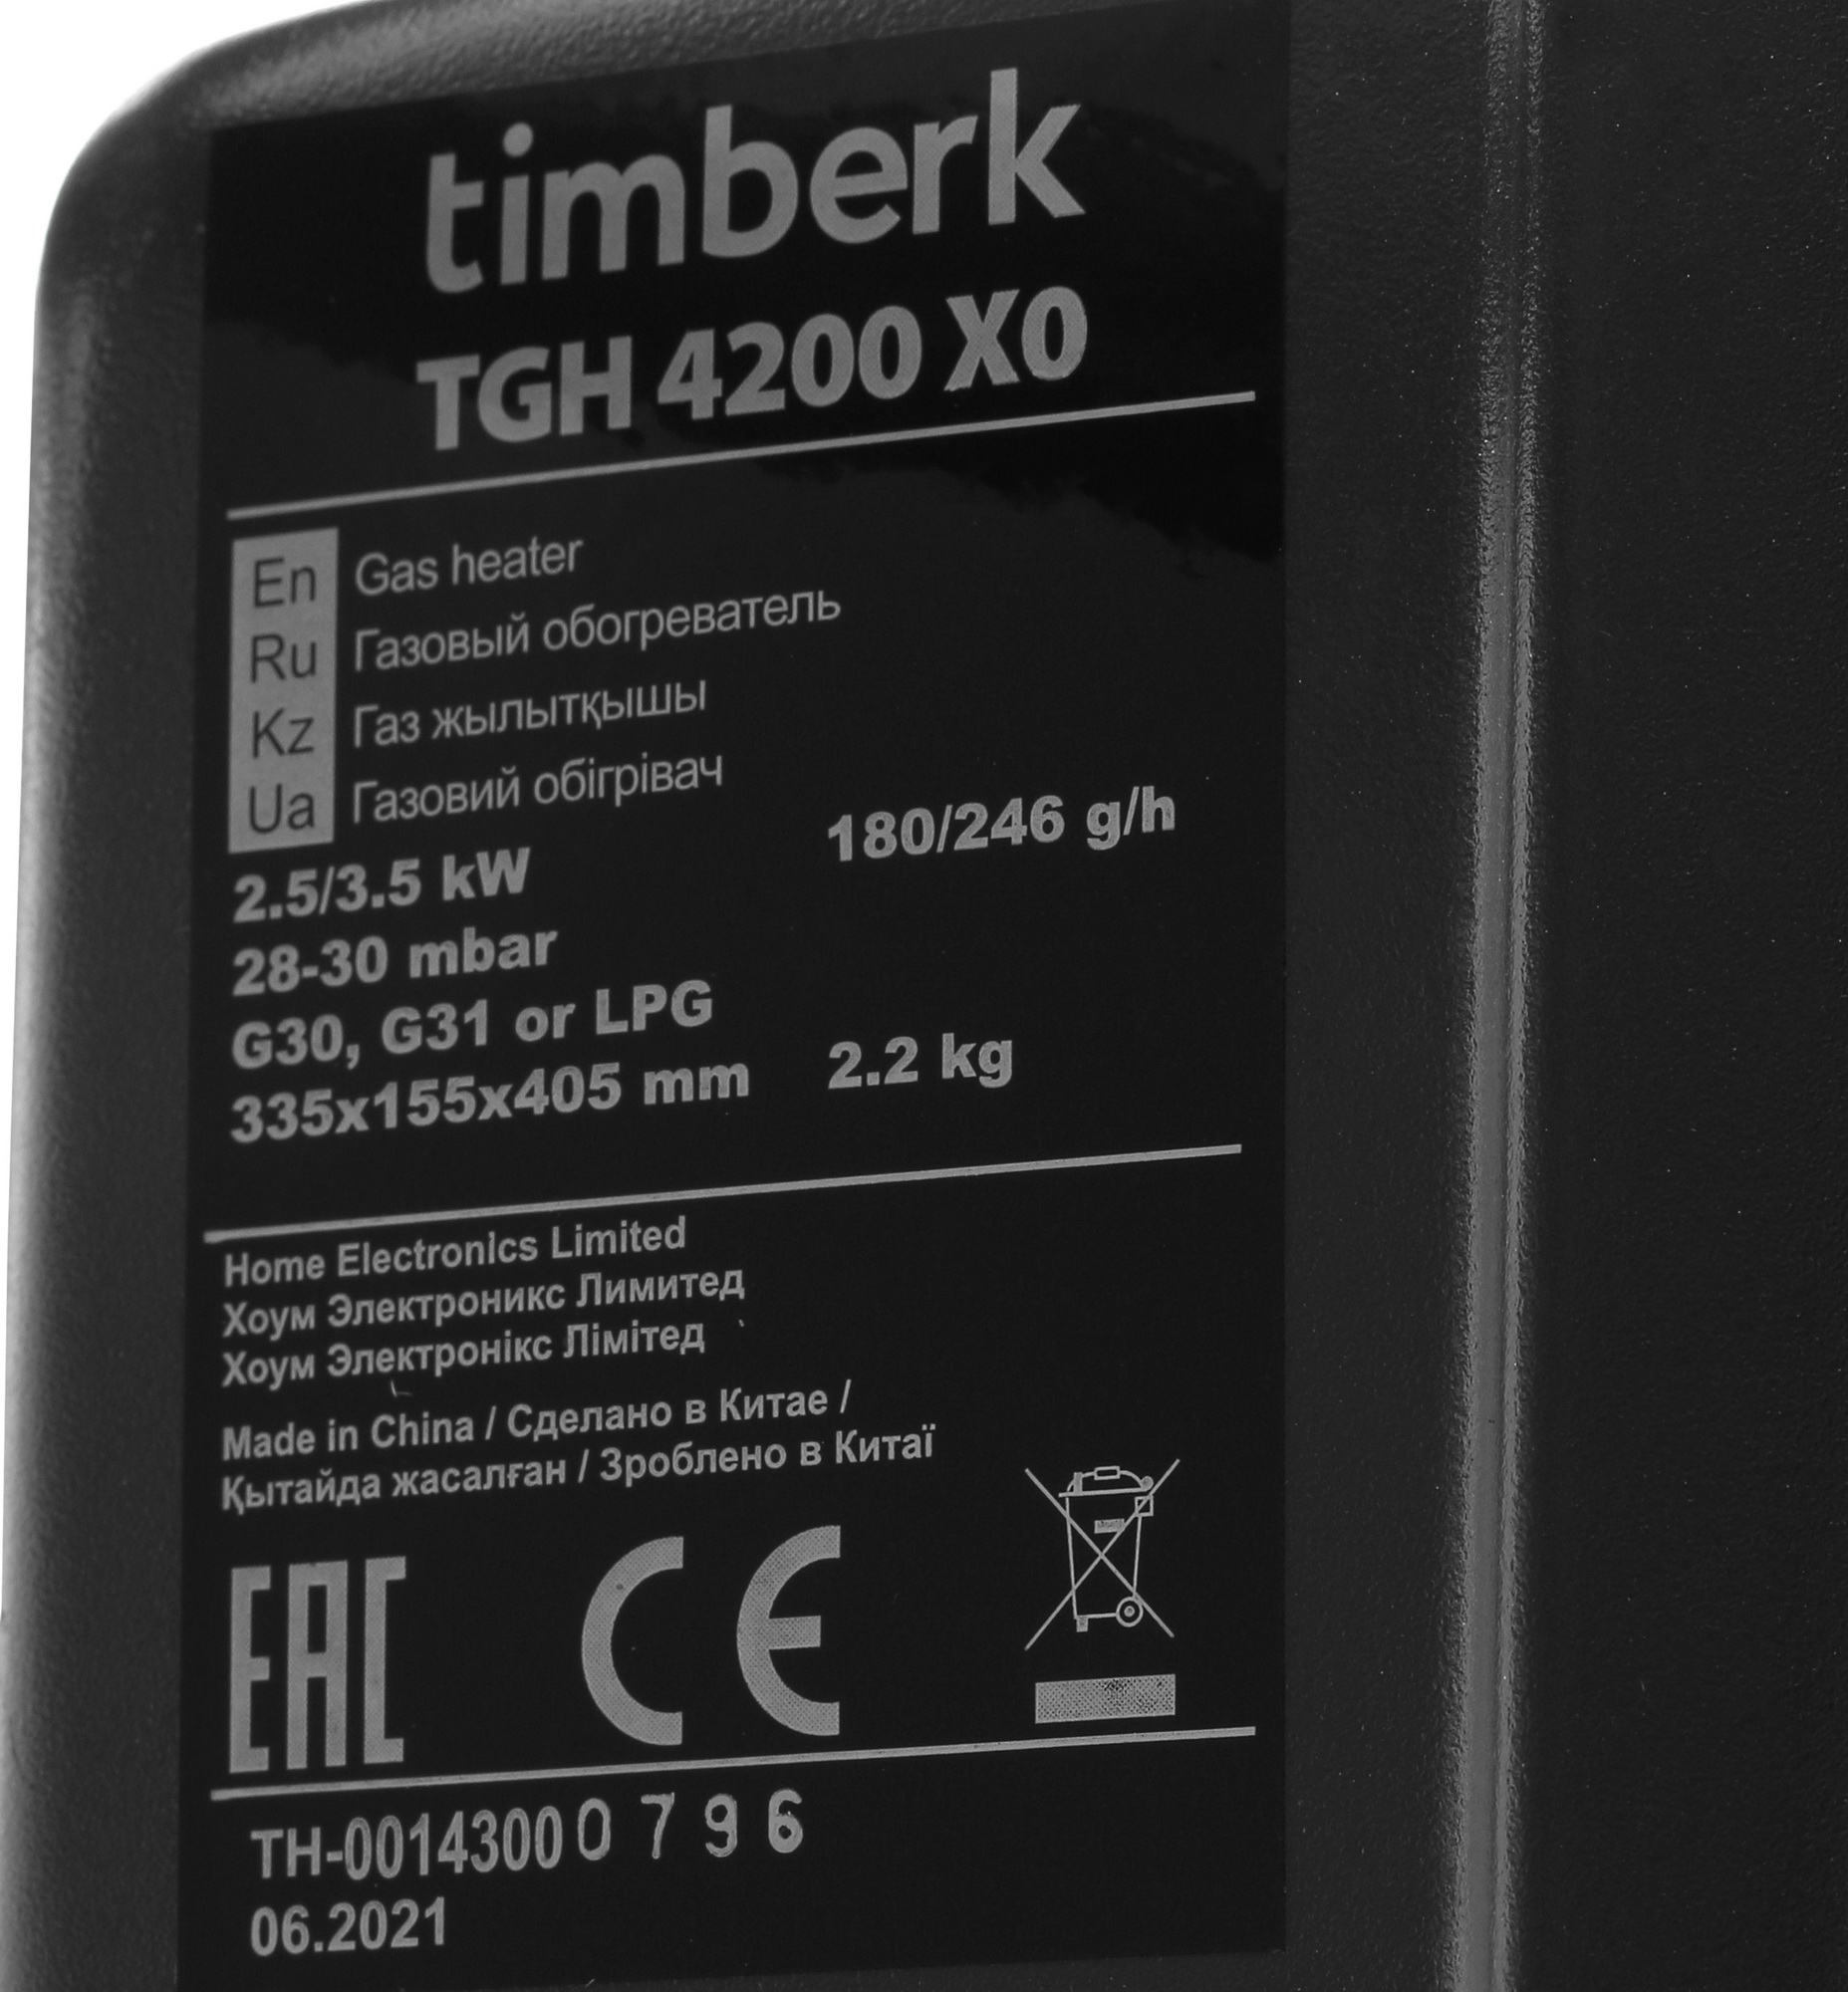 timberk
TGH 4200 X0
En Gas heater
Ru Газовый обогреватель
Kz Газ жылытқышы
Ua Газовий обігрівач
2.5/3.5 kW 180/246 g/h
28-30 mbar
G30, G31 or LPG
335x155x405 mm 2.2 kg
Home Electronlcs Limited
Хоум Электроникс Лимитед
Хоум Электронікс Лімітед
Made in China / Сделано в Китае /
Қытайда жасалған / Зроблено в Китаї
EAC CE
TH-0014300 0 7 9 6
06.2021